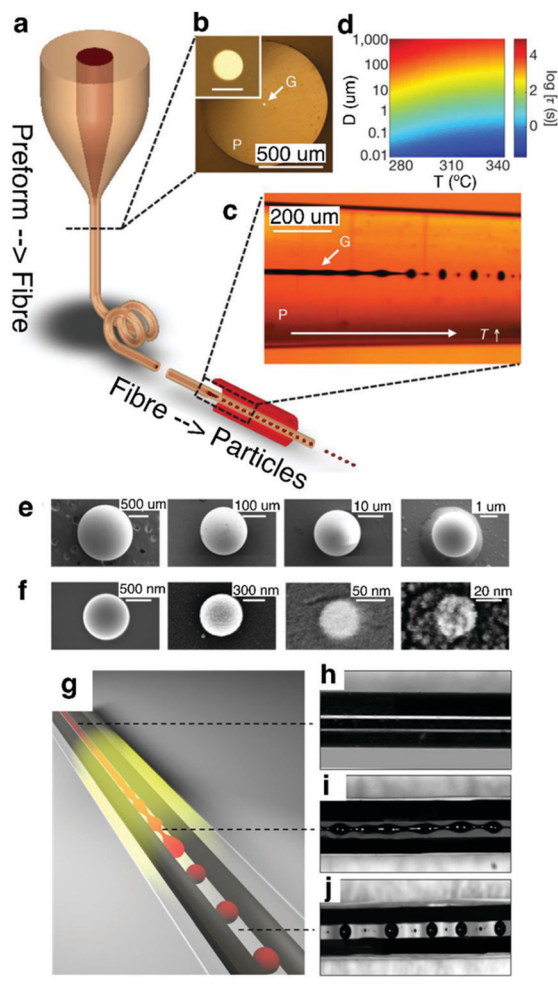 a
Preform --> Fibre
Fibre --> Particles
b
G
P
500 um
c
200 um
G
P
T ↑
d
1,000
100
10
1
0.1
0.01
D (um)
280
310
340
T (°C)
4
2
0
log [τ (s)]
e
500 um
100 um
10 um
1 um
f
500 nm
300 nm
50 nm
20 nm
g
h
i
j